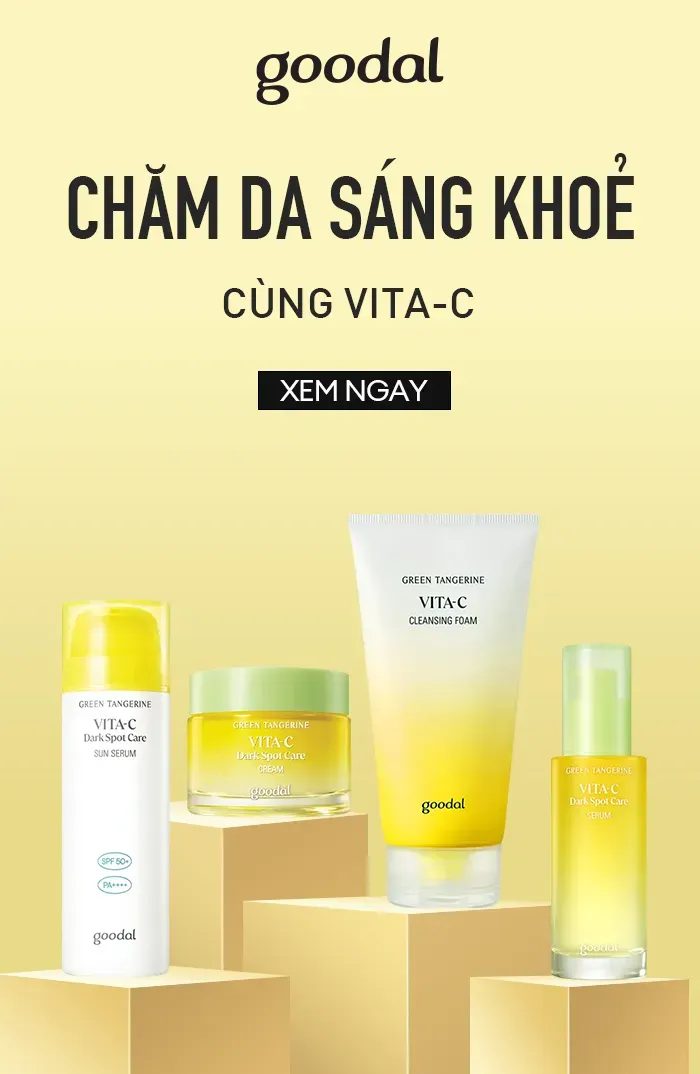 goodal
CHĂM DA SÁNG KHOẺ
CÙNG VITA-C
XEM NGAY
GREEN TANGERINE
VITA-C
Dark Spot Care
SUN SERUM
SPF 50+
PA++++
goodal
GREEN TANGERINE
VITA-C
Dark Spot Care
CREAM
goodal
GREEN TANGERINE
VITA-C
CLEANSING FOAM
goodal
GREEN TANGERINE
VITA-C
Dark Spot Care
SERUM
goodal